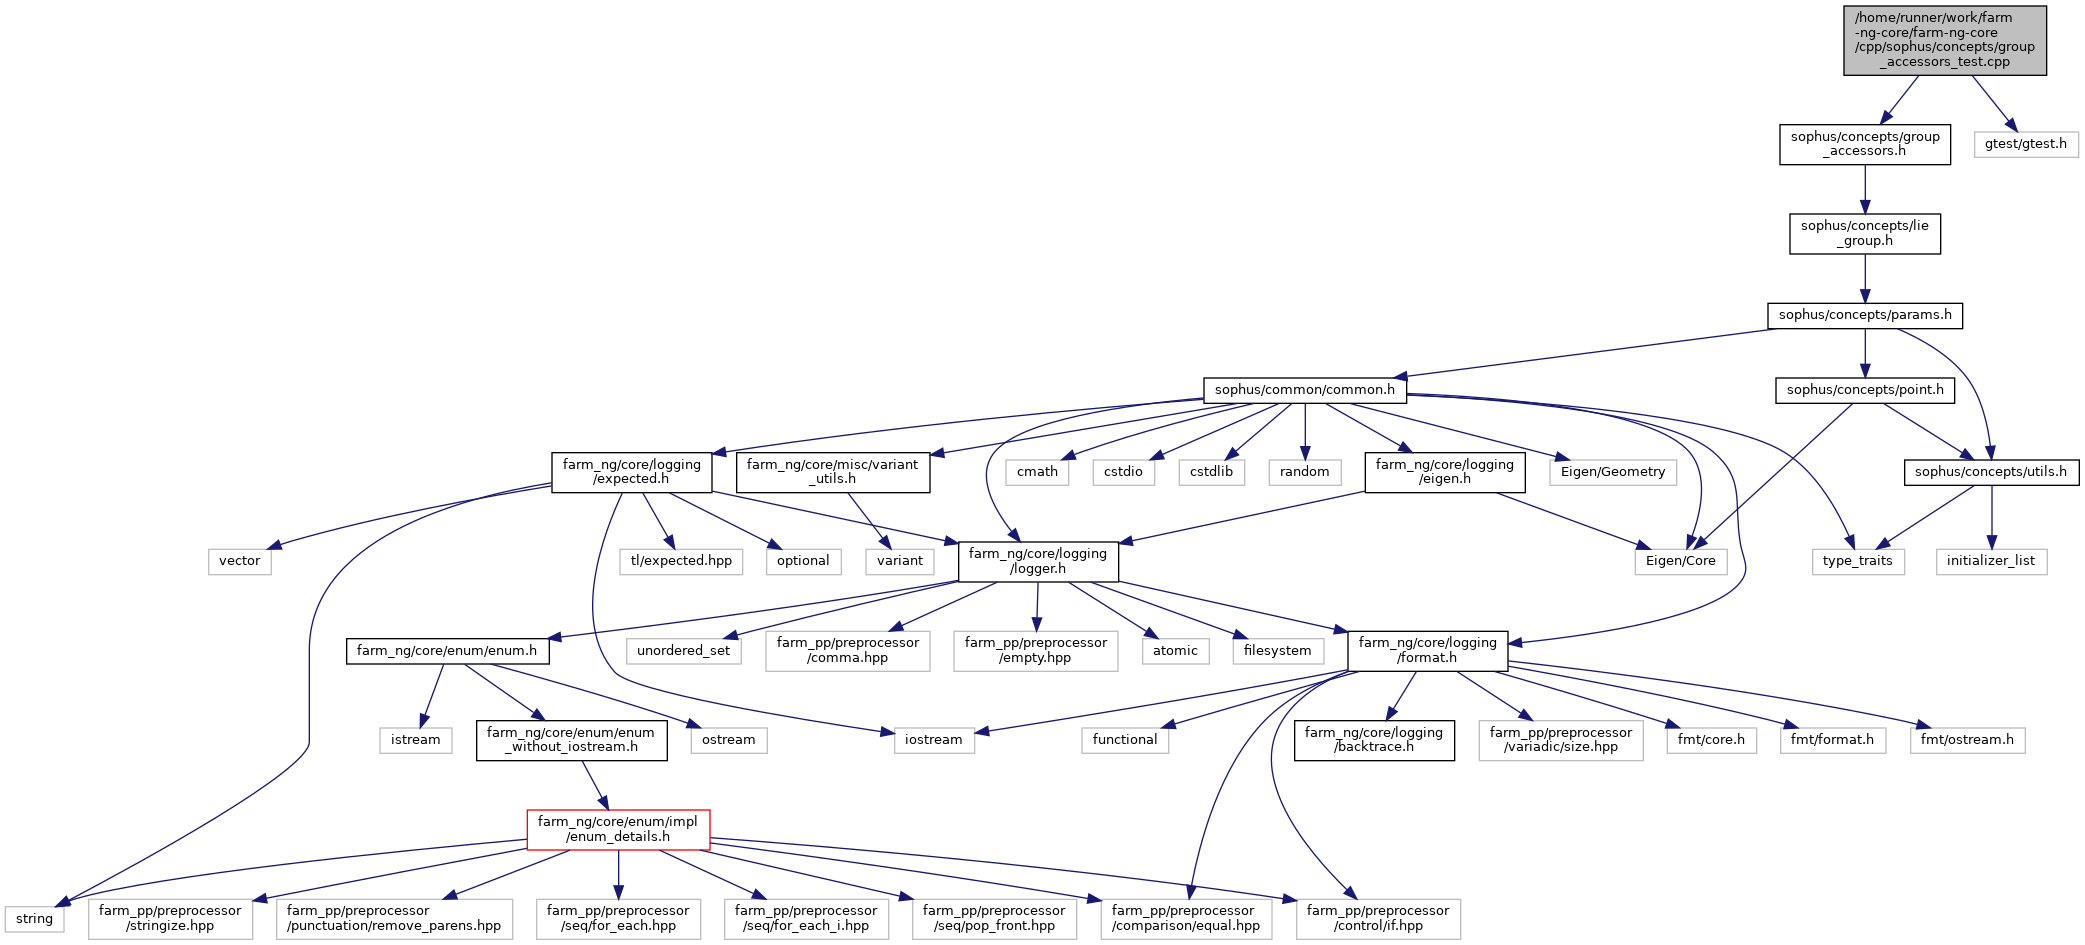 /home/runner/work/farm
-ng-core/farm-ng-core
/cpp/sophus/concepts/group
_accessors_test.cpp
sophus/concepts/group
_accessors.h
gtest/gtest.h
sophus/concepts/lie
_group.h
sophus/concepts/params.h
sophus/common/common.h
sophus/concepts/point.h
farm_ng/core/logging
/expected.h
farm_ng/core/misc/variant
_utils.h
cmath
cstdio
cstdlib
random
farm_ng/core/logging
/eigen.h
Eigen/Geometry
sophus/concepts/utils.h
vector
tl/expected.hpp
optional
variant
farm_ng/core/logging
/logger.h
Eigen/Core
type_traits
initializer_list
farm_ng/core/enum/enum.h
unordered_set
farm_pp/preprocessor
/comma.hpp
farm_pp/preprocessor
/empty.hpp
atomic
filesystem
farm_ng/core/logging
/format.h
istream
farm_ng/core/enum/enum
_without_iostream.h
ostream
iostream
functional
farm_ng/core/logging
/backtrace.h
farm_pp/preprocessor
/variadic/size.hpp
fmt/core.h
fmt/format.h
fmt/ostream.h
farm_ng/core/enum/impl
/enum_details.h
string
farm_pp/preprocessor
/stringize.hpp
farm_pp/preprocessor
/punctuation/remove_parens.hpp
farm_pp/preprocessor
/seq/for_each.hpp
farm_pp/preprocessor
/seq/for_each_i.hpp
farm_pp/preprocessor
/seq/pop_front.hpp
farm_pp/preprocessor
/comparison/equal.hpp
farm_pp/preprocessor
/control/if.hpp